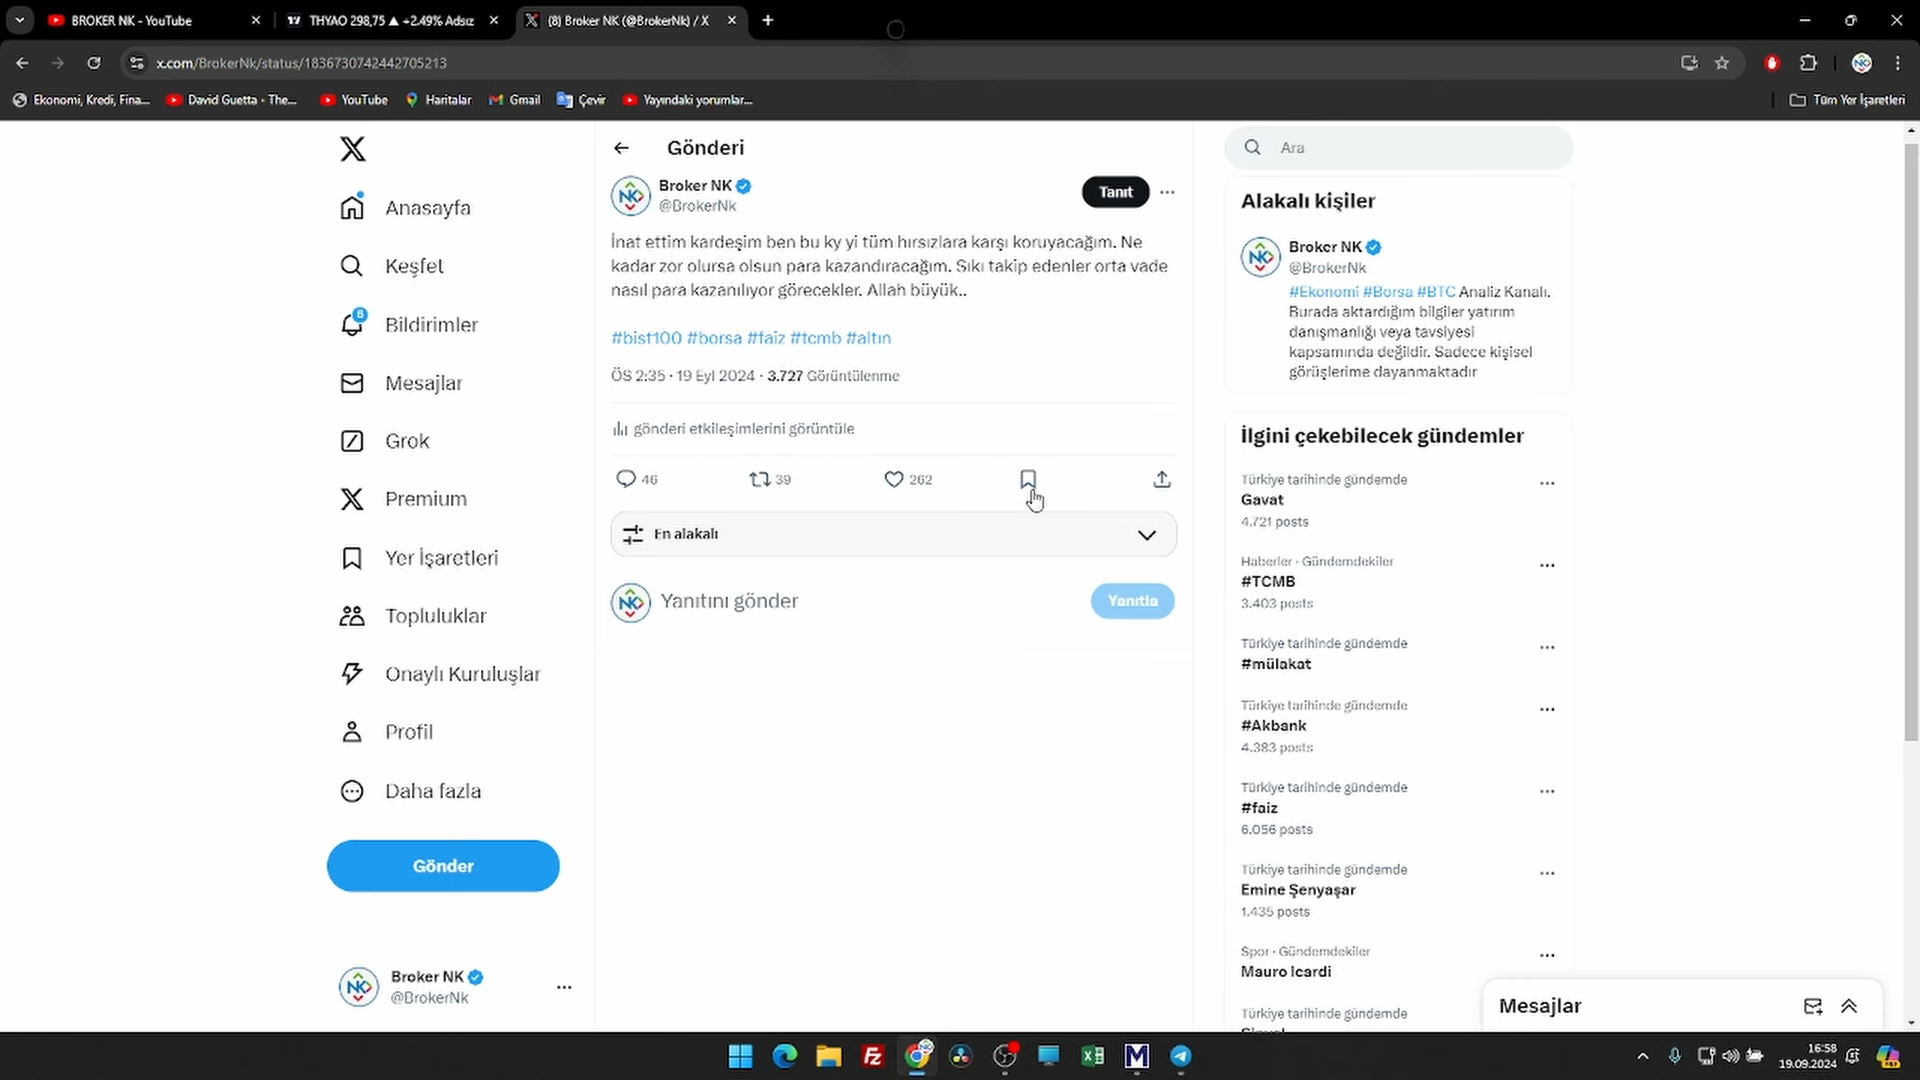 BROKER NK - YouTube
THYAO 298,75 ▲ +2.49% Adsız
(8) Broker NK (@BrokerNk) / X
x.com/BrokerNk/status/1836730742442705213
Ekonomi, Kredi, Fina...
David Guetta - The...
YouTube
Haritalar
Gmail
Çevir
Yayındaki yorumlar...
Tüm Yer İşaretleri
Anasayfa
Keşfet
8
Bildirimler
Mesajlar
Grok
Premium
Yer İşaretleri
Topluluklar
Onaylı Kuruluşlar
Profil
Daha fazla
Gönder
Broker NK
@BrokerNk
Gönderi
Broker NK
@BrokerNk
Tanıt
İnat ettim kardeşim ben bu ky yi tüm hırsızlara karşı koruyacağım. Ne
kadar zor olursa olsun para kazandıracağım. Sıkı takip edenler orta vade
nasıl para kazanılıyor görecekler. Allah büyük..
#bist100 #borsa #faiz #tcmb #altın
ÖS 2:35 · 19 Eyl 2024 · 3.727 Görüntülenme
gönderi etkileşimlerini görüntüle
46
39
262
En alakalı
Yanıtını gönder
Yanıtla
Ara
Alakalı kişiler
Broker NK
@BrokerNk
#Ekonomi #Borsa #BTC Analiz Kanalı.
Burada aktardığım bilgiler yatırım
danışmanlığı veya tavsiyesi
kapsamında değildir. Sadece kişisel
görüşlerime dayanmaktadır
İlgini çekebilecek gündemler
Türkiye tarihinde gündemde
Gavat
4.721 posts
Haberler · Gündemdekiler
#TCMB
3.403 posts
Türkiye tarihinde gündemde
#mülakat
Türkiye tarihinde gündemde
#Akbank
4.383 posts
Türkiye tarihinde gündemde
#faiz
6.056 posts
Türkiye tarihinde gündemde
Emine Şenyaşar
1.435 posts
Spor · Gündemdekiler
Mauro Icardi
Türkiye tarihinde gündemde
Mesajlar
16:58
19.09.2024